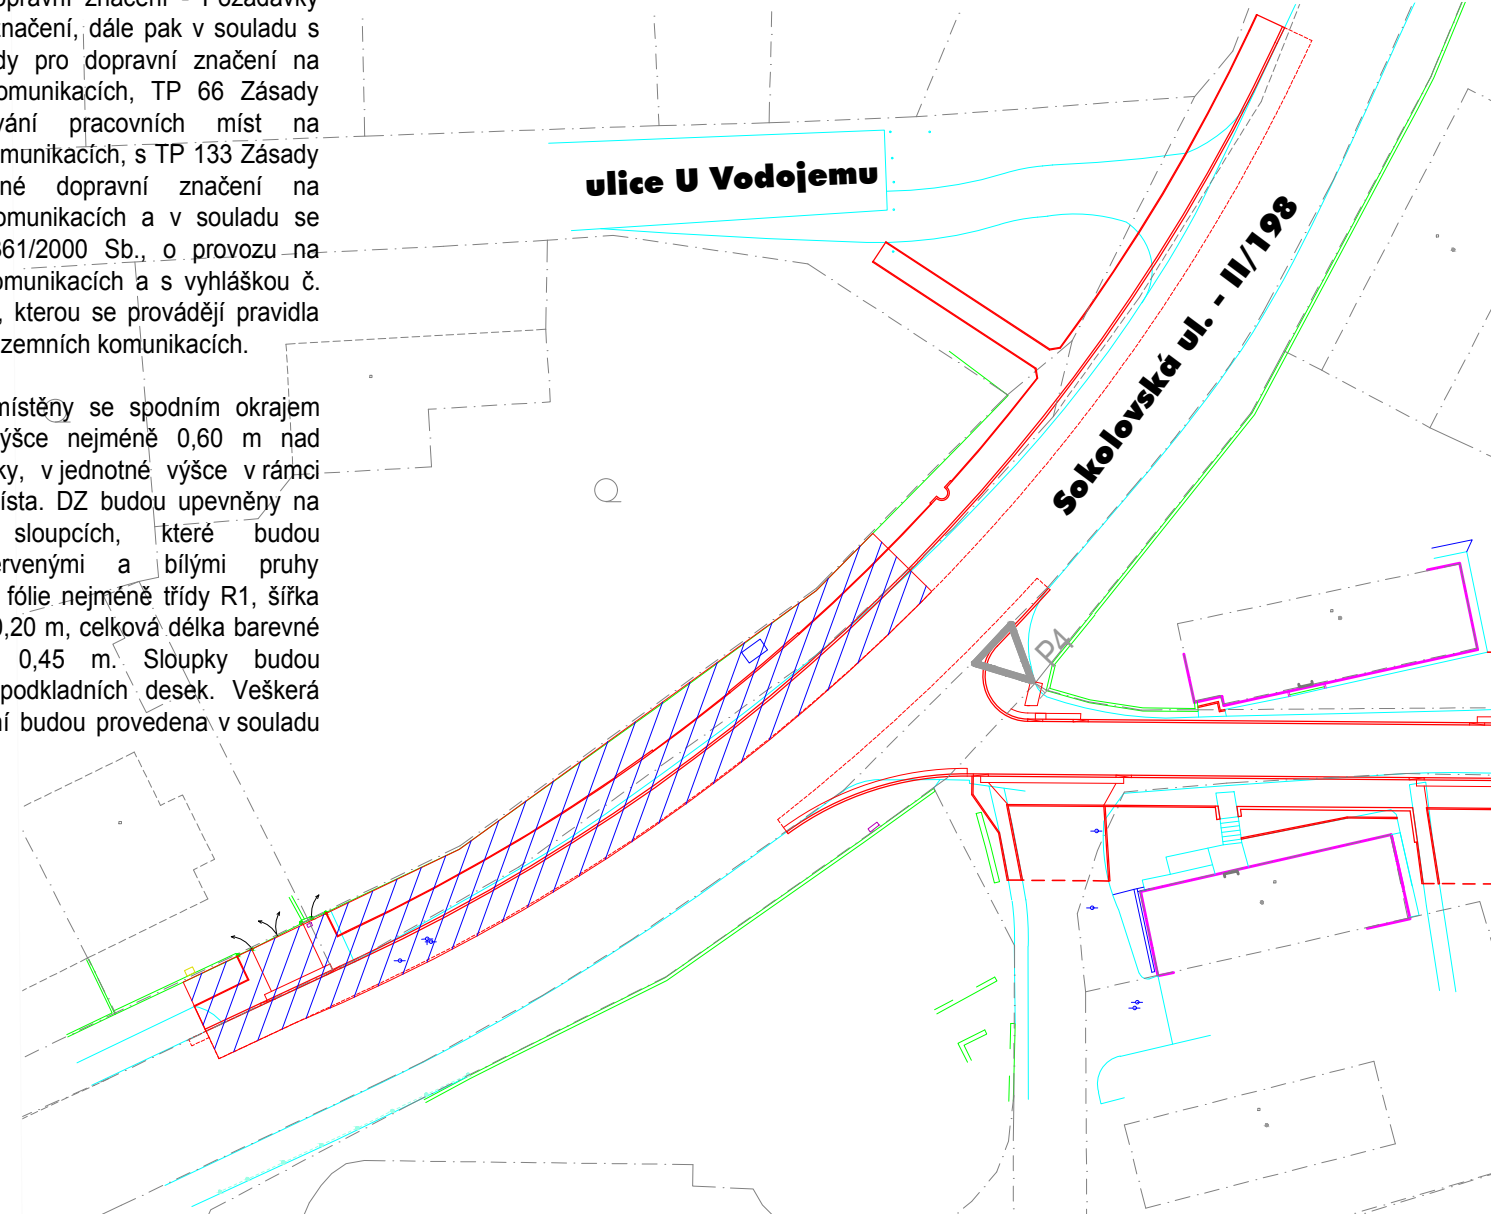 opravní značení - Požadavky
značení, dále pak v souladu s
dy pro dopravní značení na
omunikacích, TP 66 Zásady
vání pracovních míst na
munikacích, s TP 133 Zásady
né dopravní značení na
omunikacích a v souladu se
361/2000 Sb., o provozu na
omunikacích a s vyhláškou č.
, kterou se provádějí pravidla
zemních komunikacích.
místěny se spodním okrajem
ýšce nejméně 0,60 m nad
ky, v jednotné výšce v rámci
ísta. DZ budou upevněny na
sloupcích, které budou
ervenými a bílými pruhy
fólie nejméně třídy R1, šířka
0,20 m, celková délka barevné
0,45 m. Sloupky budou
podkladních desek. Veškerá
ní budou provedena v souladu
ulice U Vodojemu
Sokolovská ul. - II/198
P4